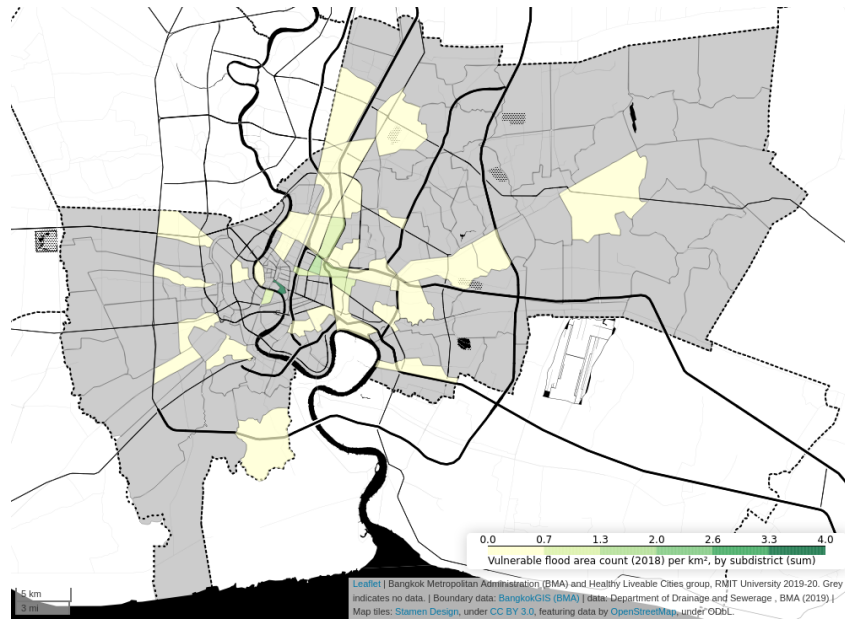 0.0 0.7 1.3 2.0 2.6 3.3 4.0
Vulnerable flood area count (2018) per km², by subdistrict (sum)
5 km
3 mi
Leaflet | Bangkok Metropolitan Administration (BMA) and Healthy Liveable Cities group, RMIT University 2019-20. Grey
indicates no data. | Boundary data: BangkokGIS (BMA) | data: Department of Drainage and Sewerage , BMA (2019) |
Map tiles: Stamen Design, under CC BY 3.0, featuring data by OpenStreetMap, under ODbL.